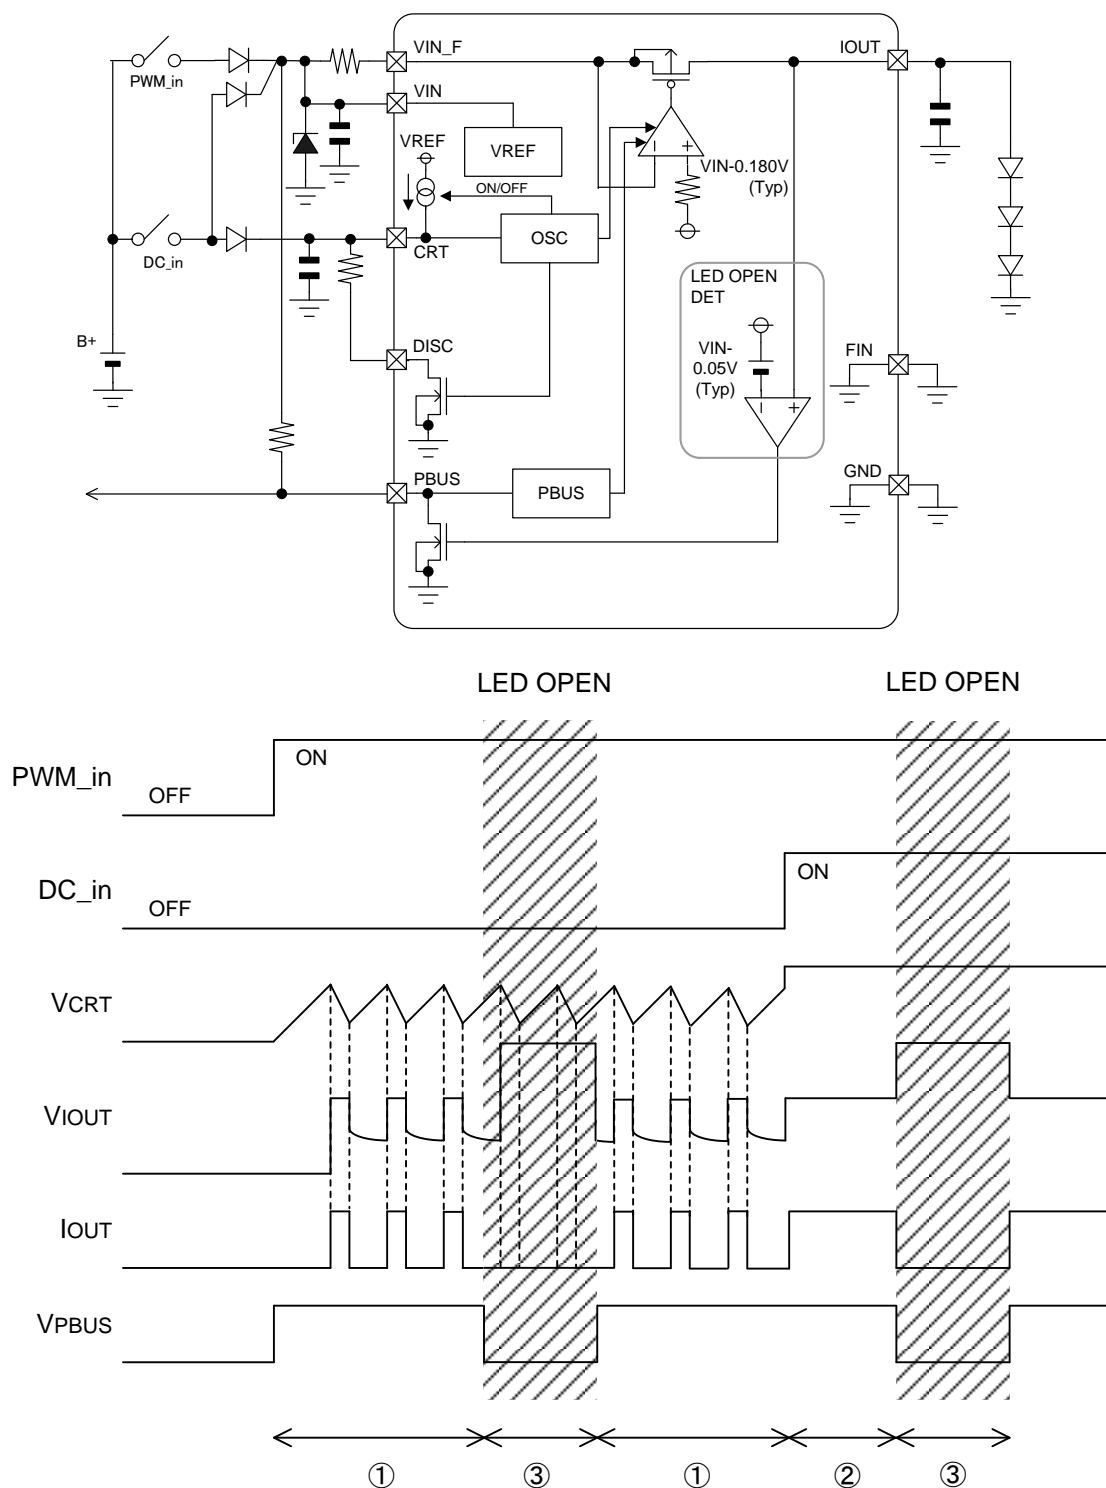 VIN_F
IOUT
PWM_in
VIN
VREF
VREF
VIN-0.180V
(Typ)
ON/OFF
OSC
CRT
DC_in
LED OPEN
DET
B+
DISC
VIN-
0.05V
(Typ)
FIN
PBUS
PBUS
GND
LED OPEN
LED OPEN
PWM_in
OFF
ON
DC_in
OFF
ON
VCRT
VIOUT
IOUT
VPBUS
① ③ ① ② ③